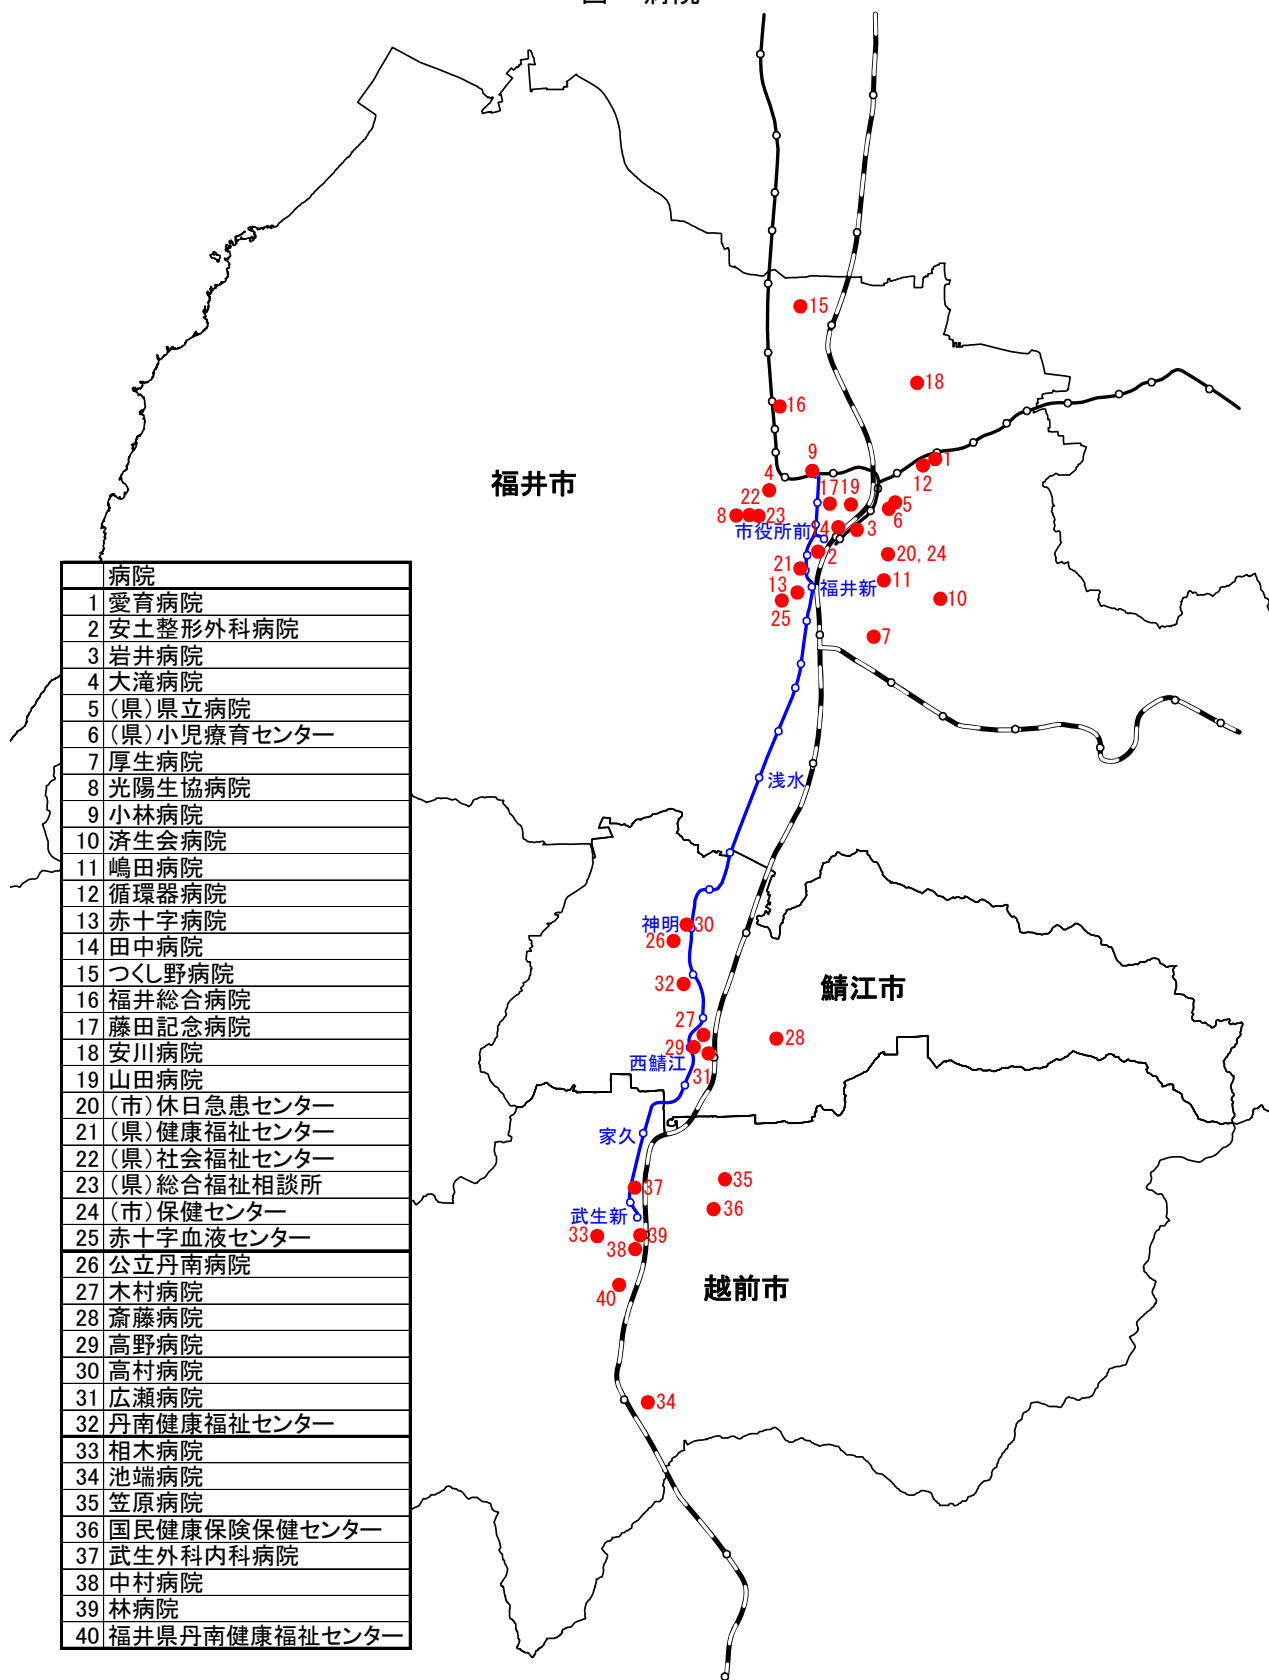 15
18
16
9
1
12
福井市
4
17 19
22
5
8
23
6
市役所前
14
3
2
20, 24
21
11
13
福井新
10
25
7
浅水
神明
30
26
32
鯖江市
27
28
29
西鯖江
31
家久
35
37
36
武生新
33
39
38
越前市
40
34
病院
1 愛育病院
2 安土整形外科病院
3 岩井病院
4 大滝病院
5 (県)県立病院
6 (県)小児療育センター
7 厚生病院
8 光陽生協病院
9 小林病院
10 済生会病院
11 嶋田病院
12 循環器病院
13 赤十字病院
14 田中病院
15 つくし野病院
16 福井総合病院
17 藤田記念病院
18 安川病院
19 山田病院
20 (市)休日急患センター
21 (県)健康福祉センター
22 (県)社会福祉センター
23 (県)総合福祉相談所
24 (市)保健センター
25 赤十字血液センター
26 公立丹南病院
27 木村病院
28 斎藤病院
29 高野病院
30 高村病院
31 広瀬病院
32 丹南健康福祉センター
33 相木病院
34 池端病院
35 笠原病院
36 国民健康保険保健センター
37 武生外科内科病院
38 中村病院
39 林病院
40 福井県丹南健康福祉センター